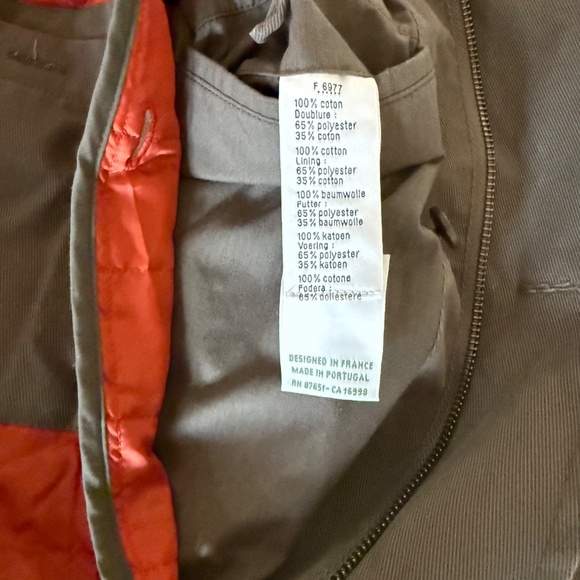 F 6977
100% coton
Doublure :
65% polyester
35% coton
100% cotton
Lining :
65% polyester
35% cotton
100% baumwolle
Futter :
65% polyester
35% baumwolle
100% katoen
Voering :
65% polyester
35% katoen
100% cotone
Fodera :
65% poliestere
DESIGNED IN FRANCE
MADE IN PORTUGAL
RN 87651-CA 16998